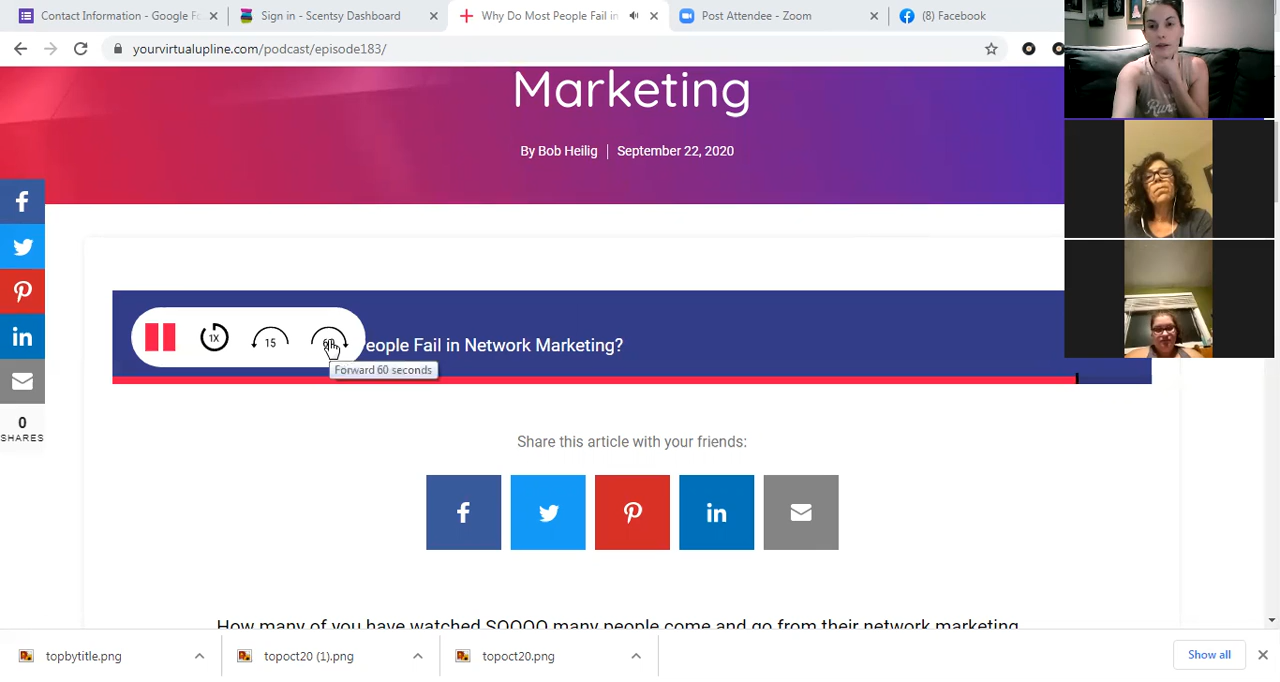 Contact Information - Google Fo
Sign in - Scentsy Dashboard
Why Do Most People Fail in
Post Attendee - Zoom
(8) Facebook
yourvirtualupline.com/podcast/episode183/
Marketing
By Bob Heilig | September 22, 2020
1X
15
60
eople Fail in Network Marketing?
Forward 60 seconds
0
SHARES
Share this article with your friends:
How many of you have watched SOOOO many people come and go from their network marketing
topbytitle.png
topoct20 (1).png
topoct20.png
Show all